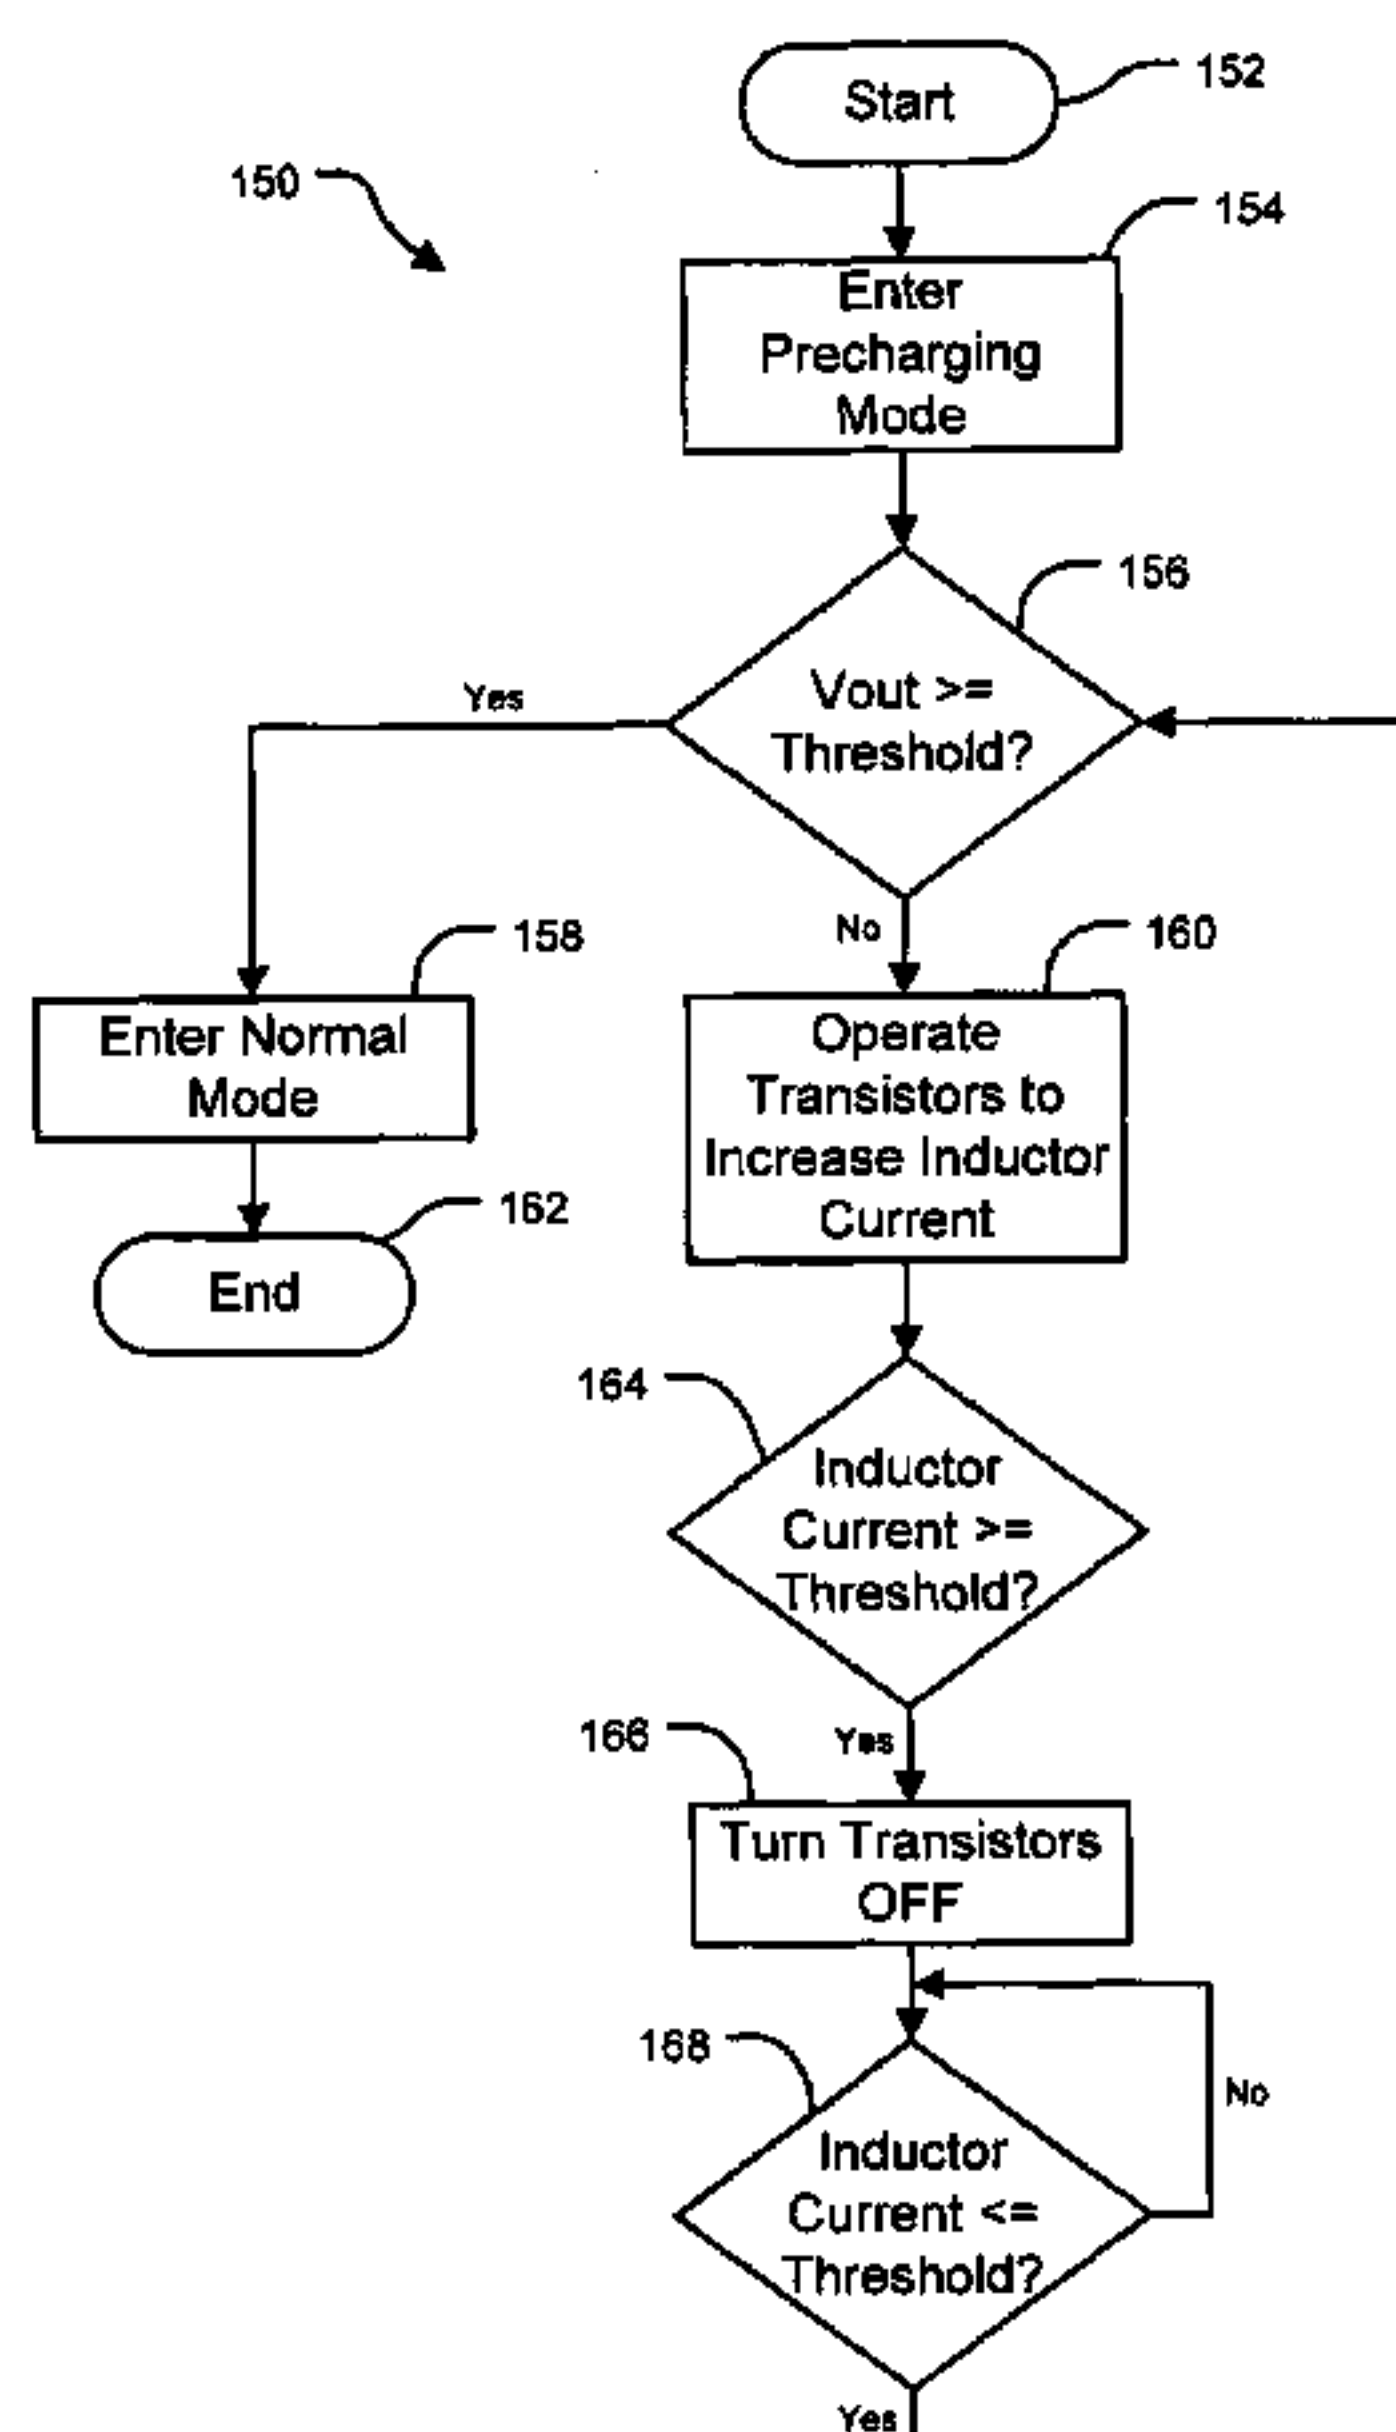 Start
152
150
154
Enter
Precharging
Mode
156
Vout >=
Threshold?
Yes
No
158
160
Enter Normal
Mode
Operate
Transistors to
Increase Inductor
Current
162
End
164
Inductor
Current >=
Threshold?
166
Yes
Turn Transistors
OFF
168
No
Inductor
Current <=
Threshold?
Yes